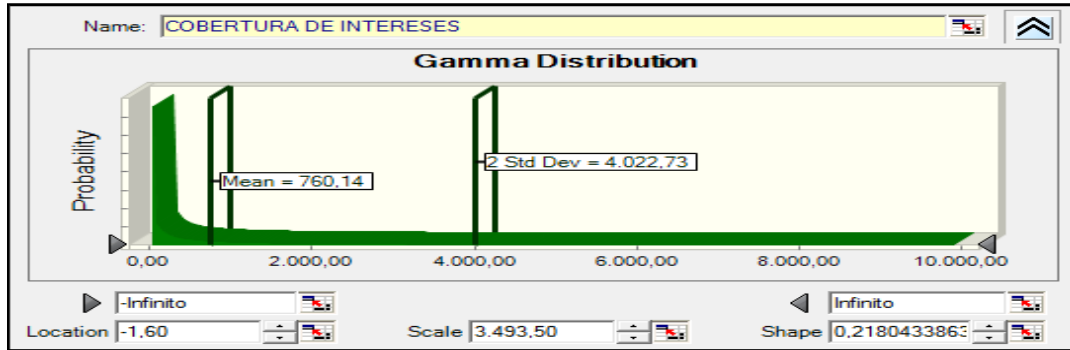 Name: COBERTURA DE INTERESES
Gamma Distribution
Probability
Mean = 760,14
2 Std Dev = 4.022,73
0,00 2.000,00 4.000,00 6.000,00 8.000,00 10.000,00
-Infinito Infinito
Location -1,60 Scale 3.493,50 Shape 0,2180433863